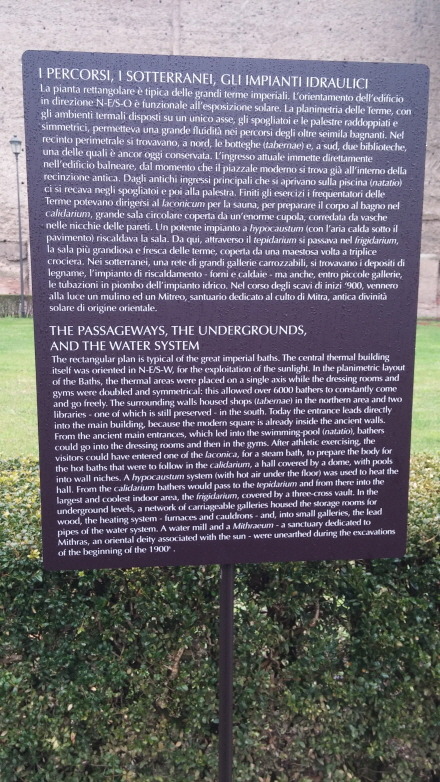 I PERCORSI, I SOTTERRANEI, GLI IMPIANTI IDRAULICI
La pianta rettangolare è tipica delle grandi terme imperiali. L'orientamento dell'edificio
in direzione N-E/S-O è funzionale all'esposizione solare. La planimetria delle Terme, con
gli ambienti termali disposti su un unico asse, gli spogliatoi e le palestre raddoppiati e
simmetrici, permetteva una grande fluidità nei percorsi degli oltre seimila bagnanti. Nel
recinto perimetrale si trovavano, a nord, le botteghe (tabernae) e, a sud, due biblioteche,
una delle quali è ancor oggi conservata. L'ingresso attuale immette direttamente
nell'edificio balneare, dal momento che il piazzale moderno si trova già all'interno della
recinzione antica. Dagli antichi ingressi principali che si aprivano sulla piscina (natatio)
ci si recava negli spogliatoi e poi alla palestra. Finiti gli esercizi i frequentatori delle
Terme potevano dirigersi al laconicum per la sauna, per preparare il corpo al bagno nel
calidarium, grande sala circolare coperta da un'enorme cupola, corredata da vasche
nelle nicchie delle pareti. Un potente impianto a hypocaustum (con l'aria calda sotto il
pavimento) riscaldava la sala. Da qui, attraverso il tepidarium si passava nel frigidarium,
la sala più grandiosa e fresca delle terme, coperta da una maestosa volta a triplice
crociera. Nei sotterranei, una rete di grandi gallerie carrozzabili, si trovavano i depositi di
legname, l'impianto di riscaldamento - forni e caldaie - ma anche, entro piccole gallerie,
le tubazioni in piombo dell'impianto idrico. Nel corso degli scavi di inizi '900, vennero
alla luce un mulino ed un Mitreo, santuario dedicato al culto di Mitra, antica divinità
solare di origine orientale.
THE PASSAGEWAYS, THE UNDERGROUNDS,
AND THE WATER SYSTEM
The rectangular plan is typical of the great imperial baths. The central thermal building
itself was oriented in N-E/S-W, for the exploitation of the sunlight. In the planimetric layout
of the Baths, the thermal areas were placed on a single axis while the dressing rooms and
gyms were doubled and symmetrical; this allowed over 6000 bathers to constantly come
and go freely. The surrounding walls housed shops (tabernae) in the northern area and two
libraries - one of which is still preserved - in the south. Today the entrance leads directly
into the main building, because the modern square is already inside the ancient walls.
From the ancient main entrances, which led into the swimming-pool (natatio), bathers
could go into the dressing rooms and then in the gyms. After athletic exercising, the
visitors could have entered one of the laconica, for a steam bath, to prepare the body for
the hot baths that were to follow in the calidarium, a hall covered by a dome, with pools
into wall niches. A hypocaustum system (with hot air under the floor) was used to heat the
hall. From the calidarium bathers would pass to the tepidarium and from there into the
largest and coolest indoor area, the frigidarium, covered by a three-cross vault. In the
underground levels, a network of carriageable galleries housed the storage rooms for
wood, the heating system - furnaces and cauldrons - and, into small galleries, the lead
pipes of the water system. A water mill and a Mithraeum - a sanctuary dedicated to
Mithras, an oriental deity associated with the sun - were unearthed during the excavations
of the beginning of the 1900° .